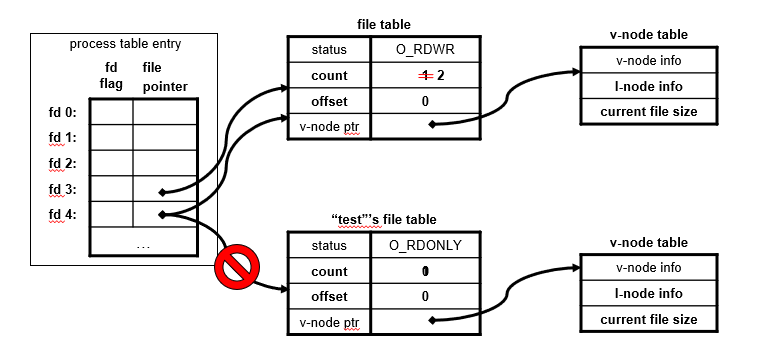 file table
process table entry
fd flag
file pointer
fd 0:
fd 1:
fd 2:
fd 3:
fd 4:
...
status O_RDWR
count 1 2
offset 0
v-node ptr
v-node table
v-node info
I-node info
current file size
“test”’s file table
status O_RDONLY
count
offset 0
v-node ptr
v-node table
v-node info
I-node info
current file size